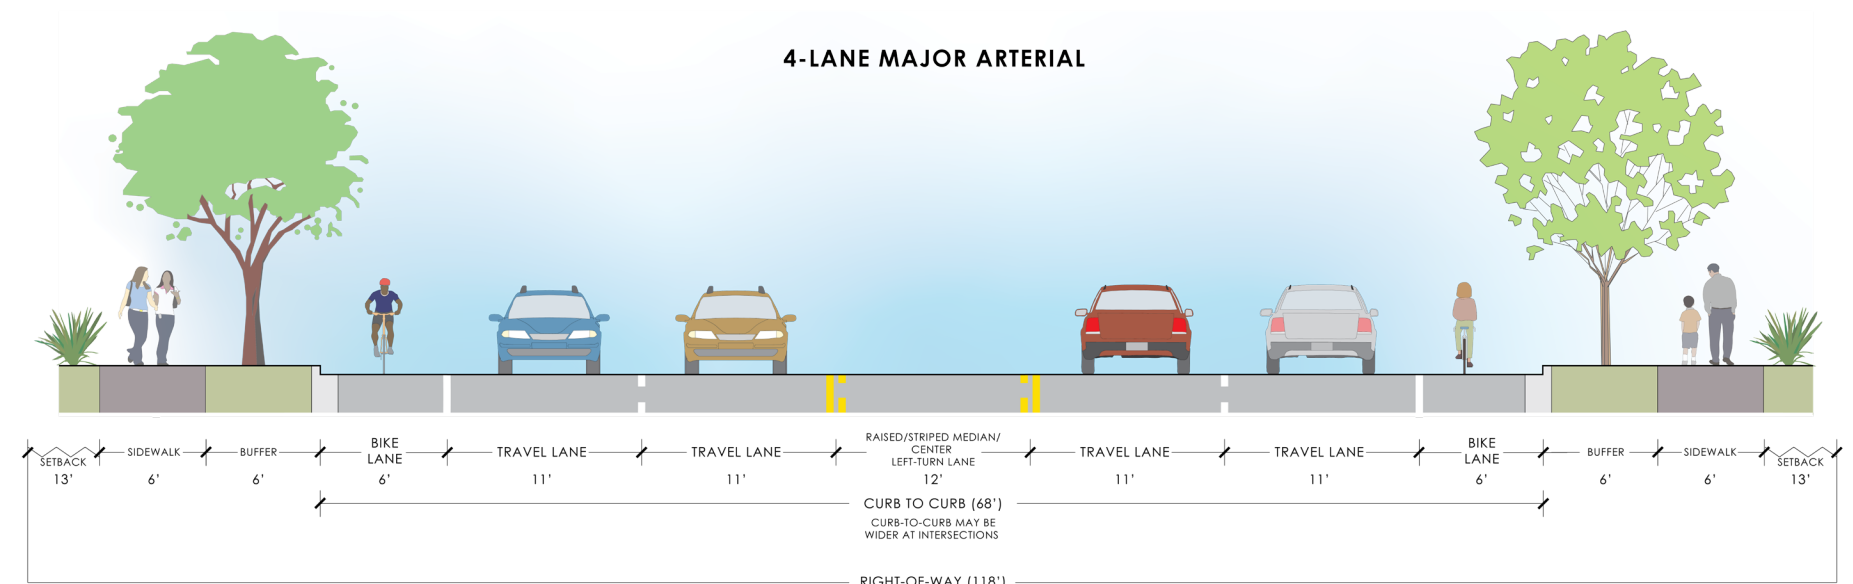 4-LANE MAJOR ARTERIAL
SETBACK
13'
SIDEWALK
6'
BUFFER
6'
BIKE
LANE
6'
TRAVEL LANE
11'
TRAVEL LANE
11'
RAISED/STRIPED MEDIAN/
CENTER
LEFT-TURN LANE
12'
TRAVEL LANE
11'
TRAVEL LANE
11'
BIKE
LANE
6'
BUFFER
6'
SIDEWALK
6'
SETBACK
13'
CURB TO CURB (68')
CURB-TO-CURB MAY BE
WIDER AT INTERSECTIONS
RIGHT-OF-WAY (118')